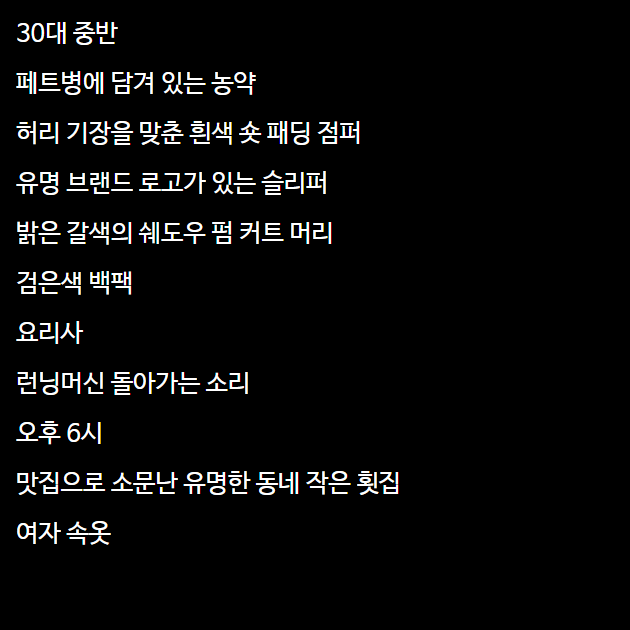 30대 중반
페트병에 담겨 있는 농약
허리 기장을 맞춘 흰색 숏 패딩 점퍼
유명 브랜드 로고가 있는 슬리퍼
밝은 갈색의 쉐도우 펌 커트 머리
검은색 백팩
요리사
런닝머신 돌아가는 소리
오후 6시
맛집으로 소문난 유명한 동네 작은 횟집
여자 속옷